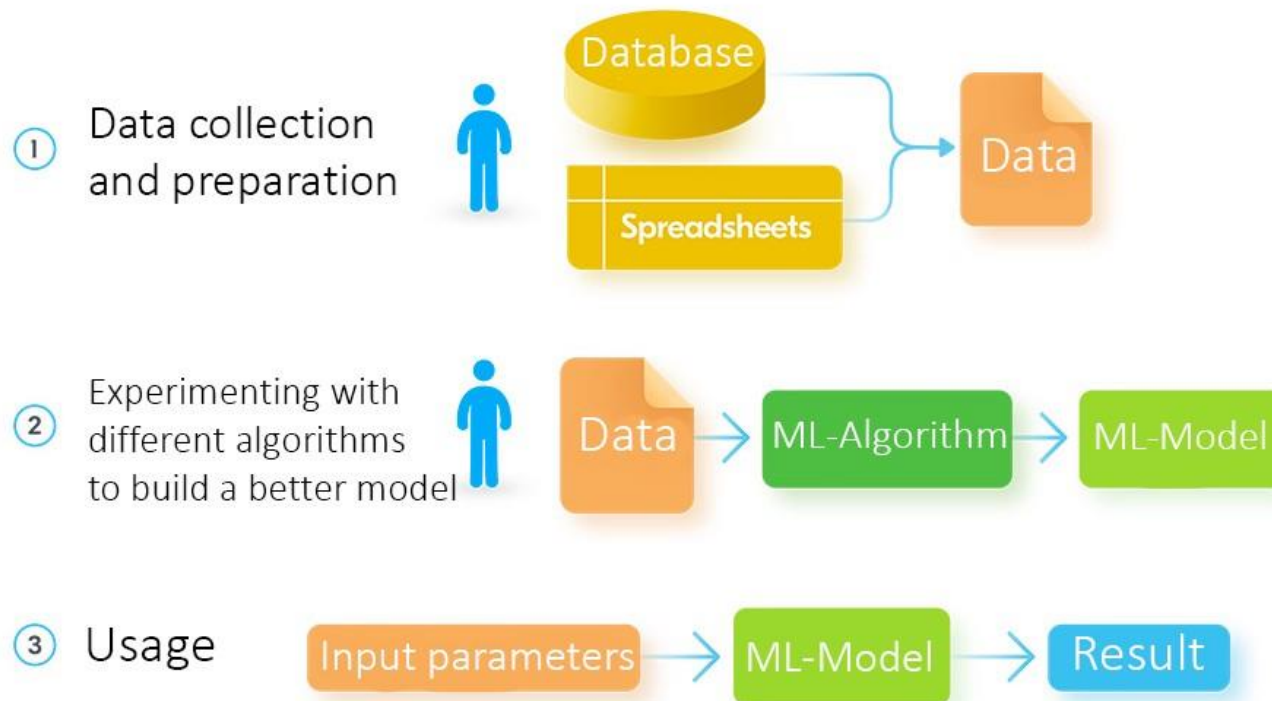 1
Data collection
and preparation
Database
Spreadsheets
Data
2
Experimenting with
different algorithms
to build a better model
Data
ML-Algorithm
ML-Model
3
Usage
Input parameters
ML-Model
Result